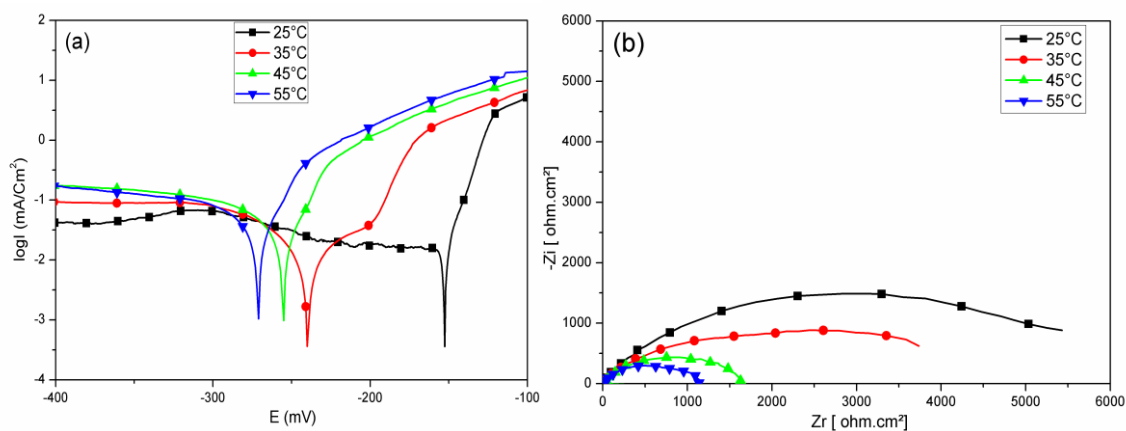 (a)
25°C
35°C
45°C
55°C
2
1
0
-1
-2
-3
-4
logI (mA/Cm²)
-400
-300
-200
-100
E (mV)
(b)
25°C
35°C
45°C
55°C
6000
5000
4000
3000
2000
1000
0
-Zi [ ohm.cm²]
0
1000
2000
3000
4000
5000
6000
Zr [ ohm.cm²]